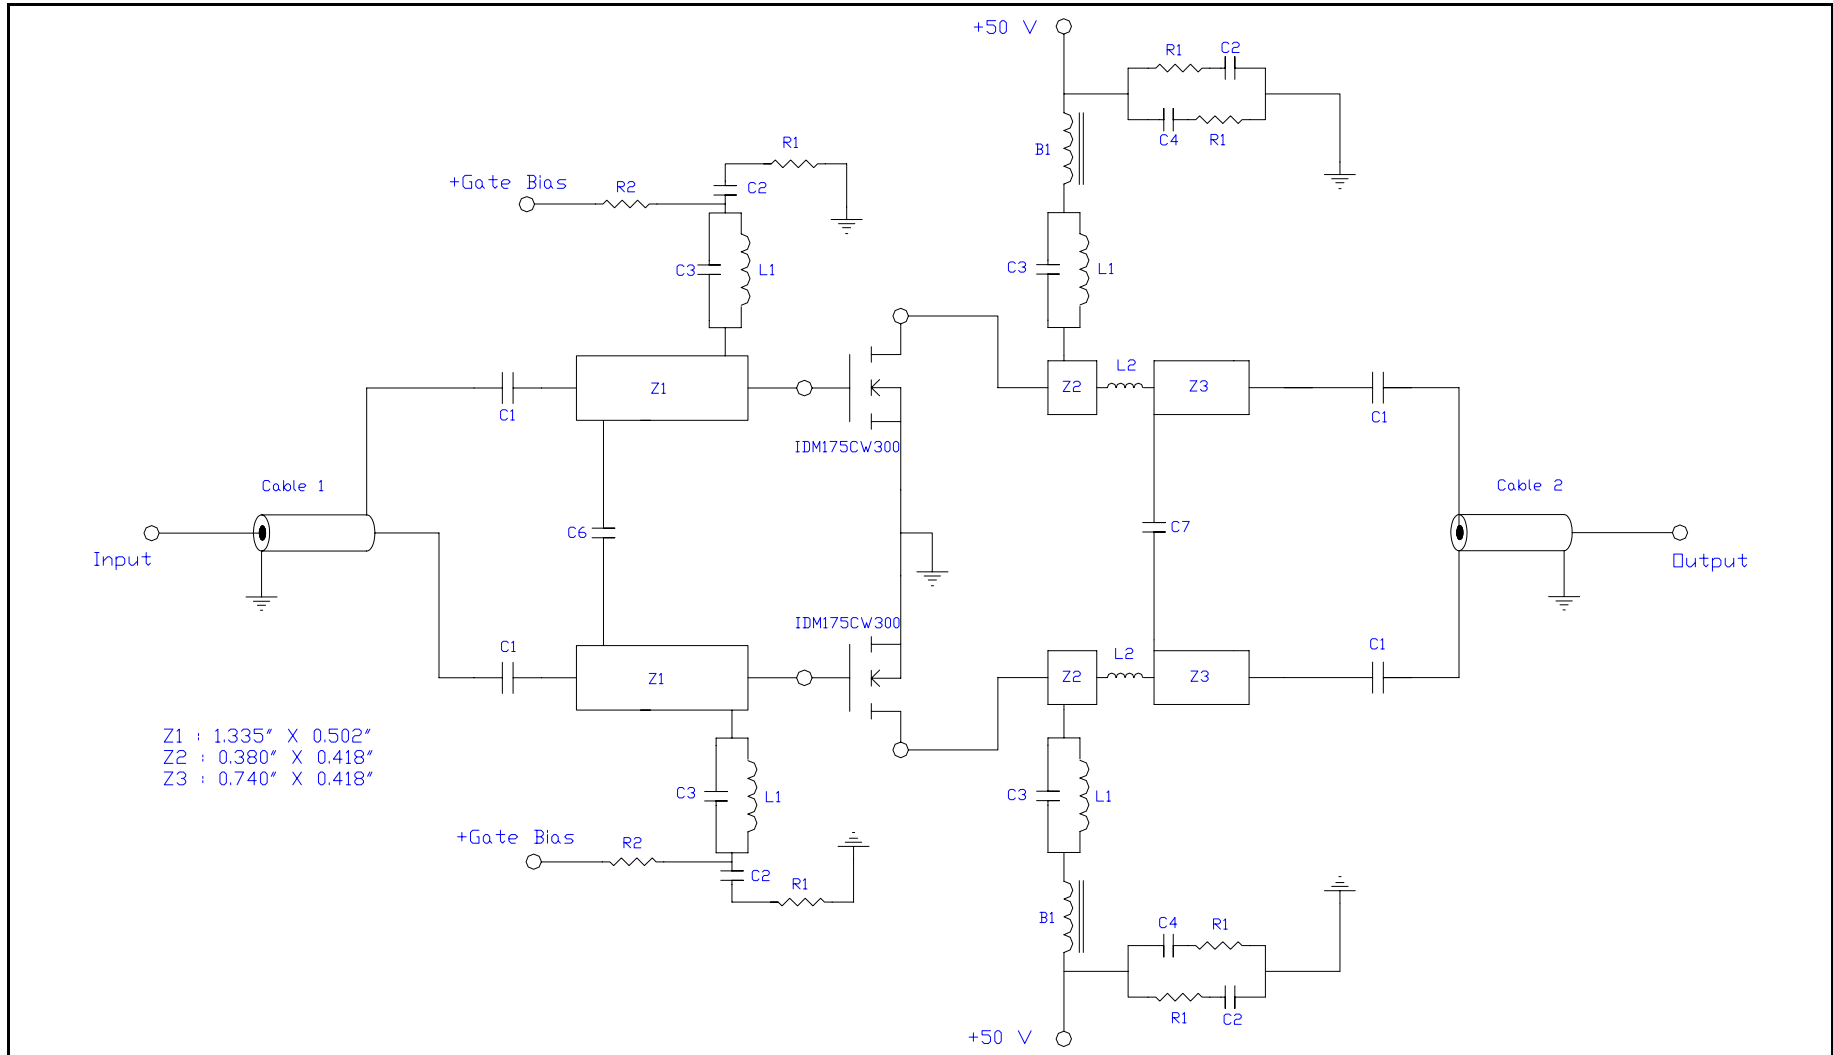 +50 V
R1
C2
C4
R1
B1
R1
+Gate Bias
R2
C2
C3
L1
C3
L1
Z1
Z2
L2
Z3
C1
C1
IDM175CW300
Cable 1
Cable 2
C6
C7
Input
Output
IDM175CW300
C1
C1
Z1
Z2
L2
Z3
Z1 : 1.335" X 0.502"
Z2 : 0.380" X 0.418"
Z3 : 0.740" X 0.418"
C3
L1
C3
L1
+Gate Bias
R2
C2
R1
B1
C4
R1
R1
C2
+50 V